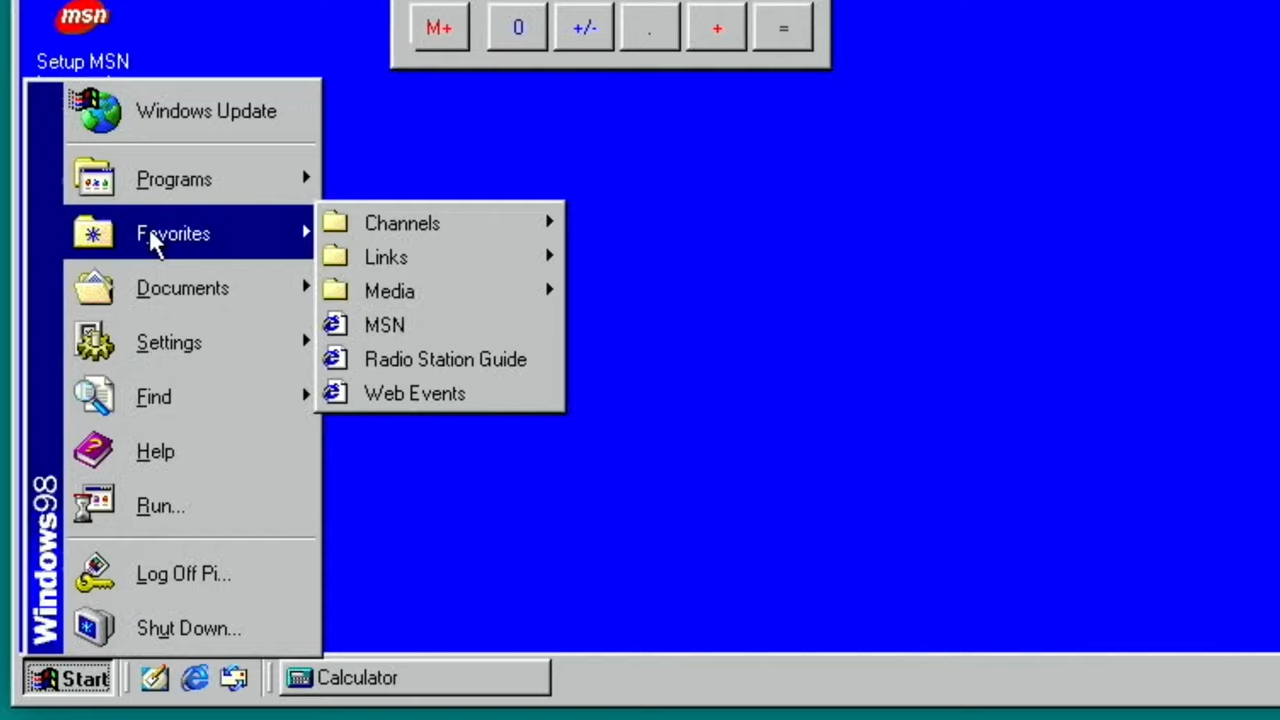 msn
Setup MSN
M+ 0 +/- . + =
Windows Update
Programs
Favorites
Documents
Settings
Find
Help
Run...
Log Off Pi...
Shut Down...
Windows98
Channels
Links
Media
MSN
Radio Station Guide
Web Events
Start
Calculator